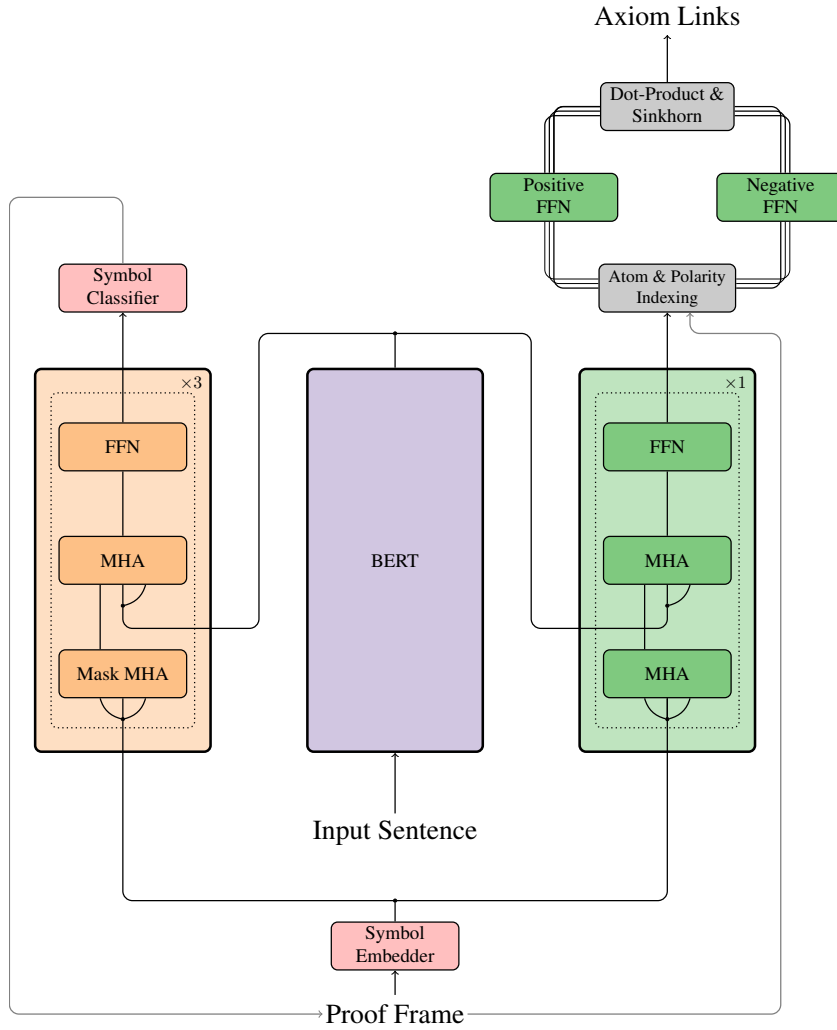 Axiom Links
Dot-Product &
Sinkhorn
Positive
FFN
Negative
FFN
Symbol
Classifier
Atom & Polarity
Indexing
×3
×1
FFN
FFN
MHA
BERT
MHA
Mask MHA
MHA
Input Sentence
Symbol
Embedder
Proof Frame